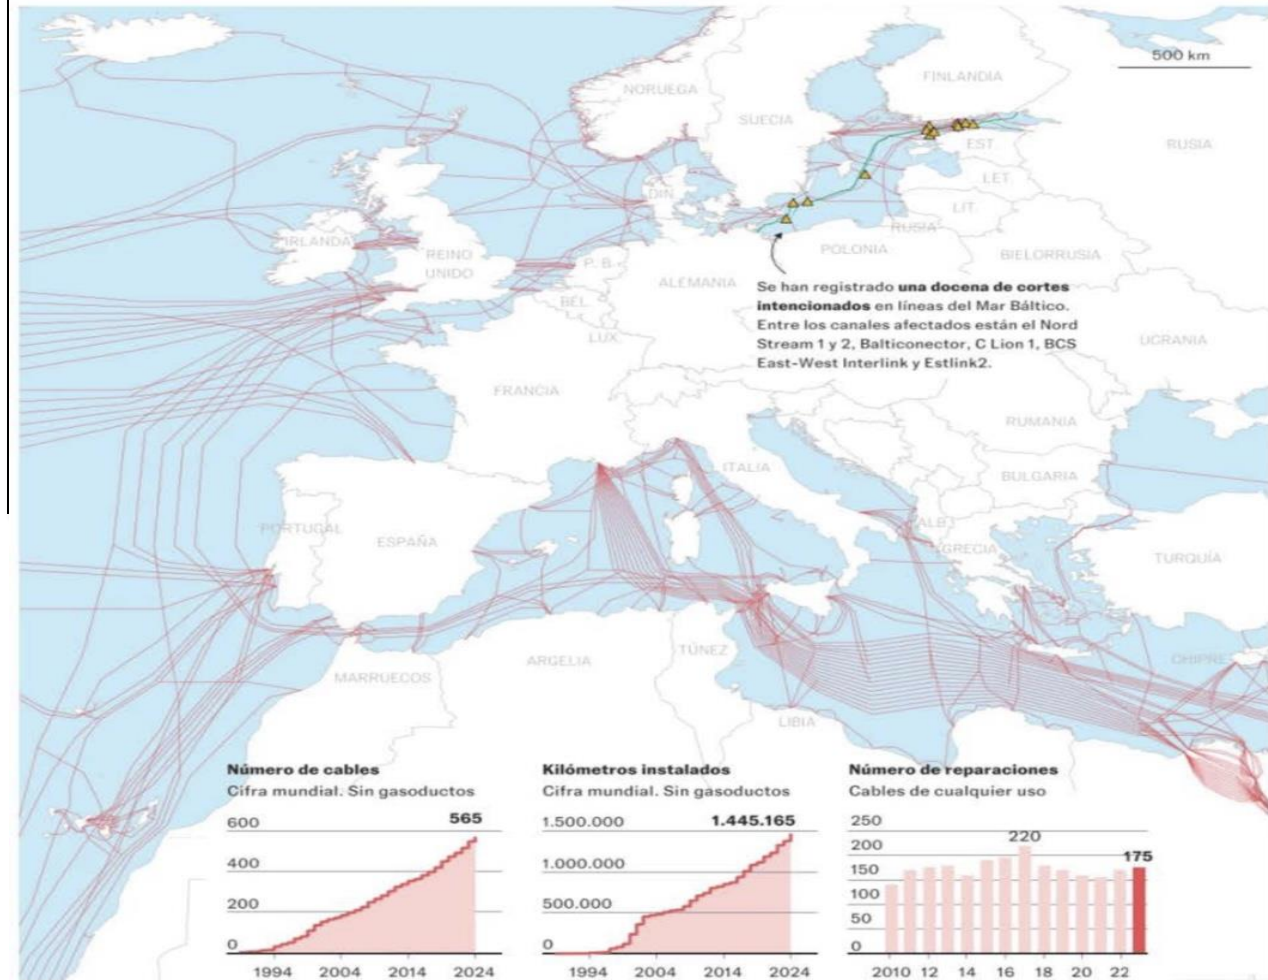 500 km
FINLANDIA
NORUEGA
SUECIA
RUSIA
EST.
LET.
LIT.
DIN.
RUSIA
IRLANDA
REINO
UNIDO
P. B.
POLONIA
BIELORRUSIA
ALEMANIA
BÉL.
LUX.
Se han registrado una docena de cortes
intencionados en líneas del Mar Báltico.
Entre los canales afectados están el Nord
Stream 1 y 2, Balticonector, C Lion 1, BCS
East-West Interlink y Estlink2.
UCRANIA
FRANCIA
RUMANIA
ITALIA
BULGARIA
PORTUGAL
ESPAÑA
ALB.
GRECIA
TURQUÍA
ARGELIA
TÚNEZ
CHIPRE
MARRUECOS
LIBIA
Número de cables
Cifra mundial. Sin gasoductos
600
565
400
200
0
1994 2004 2014 2024
Kilómetros instalados
Cifra mundial. Sin gasoductos
1.500.000
1.445.165
1.000.000
500.000
0
1994 2004 2014 2024
Número de reparaciones
Cables de cualquier uso
250
220
200
175
150
100
50
0
2010 12 14 16 18 20 22